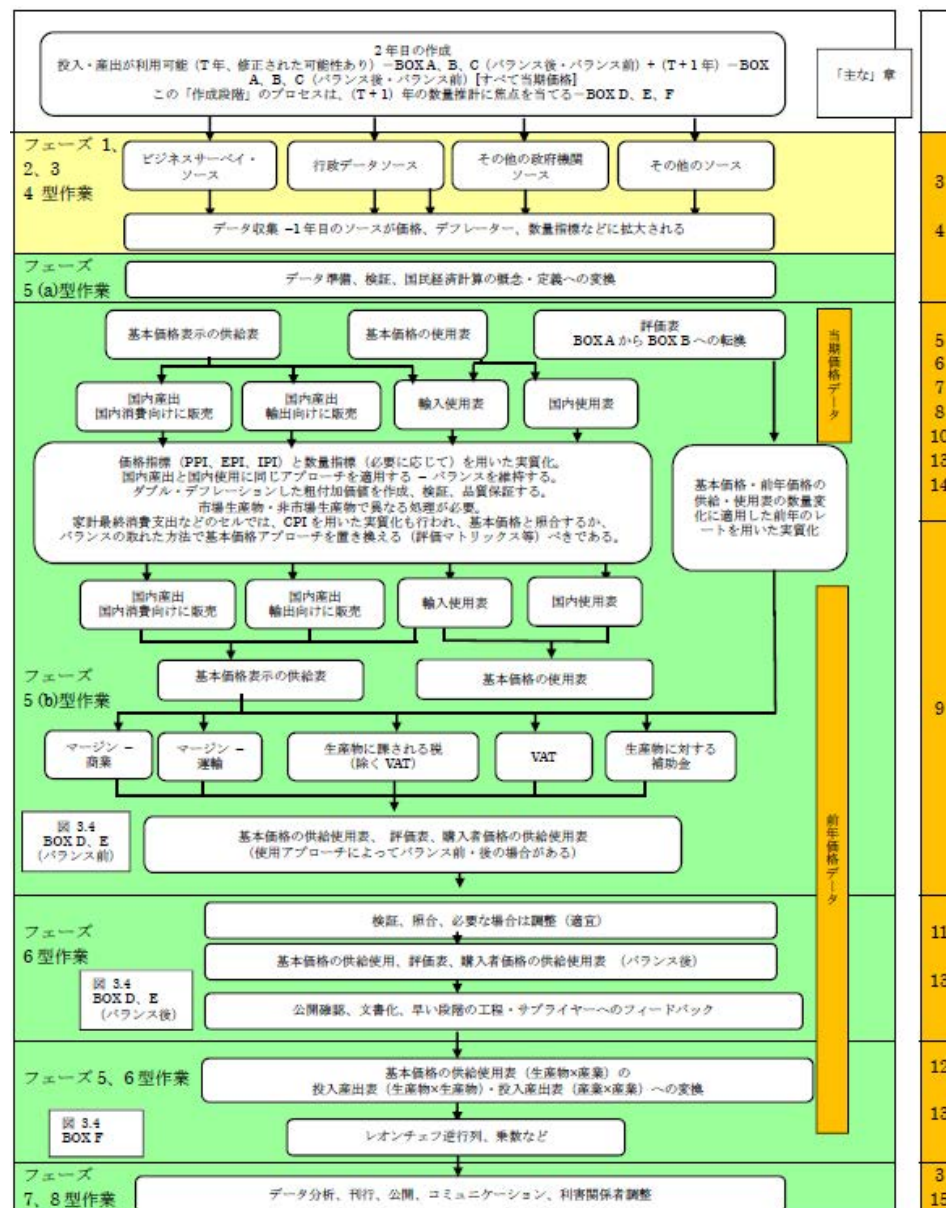 2年目の作成
投入・産出が利用可能（T年、修正された可能性あり）－BOX A、B、C（バランス後・バランス前）+（T+1年）－BOX
A、B、C（バランス後・バランス前）[すべて当期価格]
この「作成段階」のプロセスは、（T+1）年の数量推計に焦点を当てる－BOX D、E、F
「主な」章
フェーズ 1、
2、3
4 型作業
ビジネスサーベイ・
ソース
行政データソース
その他の政府機関
ソース
その他のソース
データ収集 −1年目のソースが価格、デフレーター、数量指標などに拡大される
3
4
フェーズ
5 (a)型作業
データ準備、検証、国民経済計算の概念・定義への変換
基本価格表示の供給表
基本価格の使用表
評価表
BOX A から BOX B への転換
当期価格データ
国内産出
国内消費向けに販売
国内産出
輸出向けに販売
輸入使用表
国内使用表
5
6
7
8
10
13
14
価格指標（PPI、EPI、IPI）と数量指標（必要に応じて）を用いた実質化。
国内産出と国内使用に同じアプローチを適用する − バランスを維持する。
ダブル・デフレーションした粗付加価値を作成、検証、品質保証する。
市場生産物・非市場生産物で異なる処理が必要。
家計最終消費支出などのセルでは、CPIを用いた実質化も行われ、基本価格と照合するか、
バランスの取れた方法で基本価格アプローチを置き換える（評価マトリックス等）べきである。
基本価格・前年価格の
供給・使用表の数量変
化に適用した前年のレ
ートを用いた実質化
国内産出
国内消費向けに販売
国内産出
輸出向けに販売
輸入使用表
国内使用表
フェーズ
5 (b)型作業
基本価格表示の供給表
基本価格の使用表
9
マージン −
商業
マージン −
運輸
生産物に課される税
（除く VAT）
VAT
生産物に対する
補助金
前年価格データ
図 3.4
BOX D、E
（バランス前）
基本価格の供給使用表、評価表、購入者価格の供給使用表
（使用アプローチによってバランス前・後の場合がある）
フェーズ
6 型作業
検証、照合、必要な場合は調整（適宜）
基本価格の供給使用、評価表、購入者価格の供給使用表 （バランス後）
図 3.4
BOX D、E
（バランス後）
公開確認、文書化、早い段階の工程・サプライヤーへのフィードバック
11
13
フェーズ 5、6 型作業
基本価格の供給使用表（生産物×産業）の
投入産出表（生産物×生産物）・投入産出表（産業×産業）への変換
図 3.4
BOX F
レオンチェフ逆行列、乗数など
12
13
フェーズ
7、8 型作業
データ分析、刊行、公開、コミュニケーション、利害関係者調整
3
15